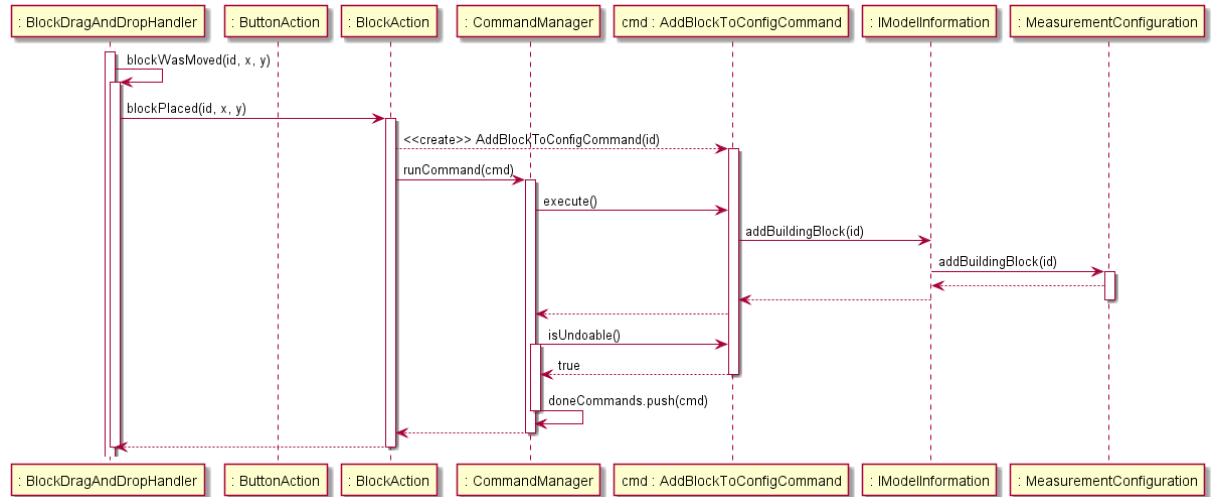 : BlockDragAndDropHandler : ButtonAction : BlockAction : CommandManager cmd : AddBlockToConfigCommand : IModelInformation : MeasurementConfiguration
blockWasMoved(id, x, y)
blockPlaced(id, x, y)
<<create>> AddBlockToConfigCommand(id)
runCommand(cmd)
execute()
addBuildingBlock(id)
addBuildingBlock(id)
isUndoable()
true
doneCommands.push(cmd)
: BlockDragAndDropHandler : ButtonAction : BlockAction : CommandManager cmd : AddBlockToConfigCommand : IModelInformation : MeasurementConfiguration